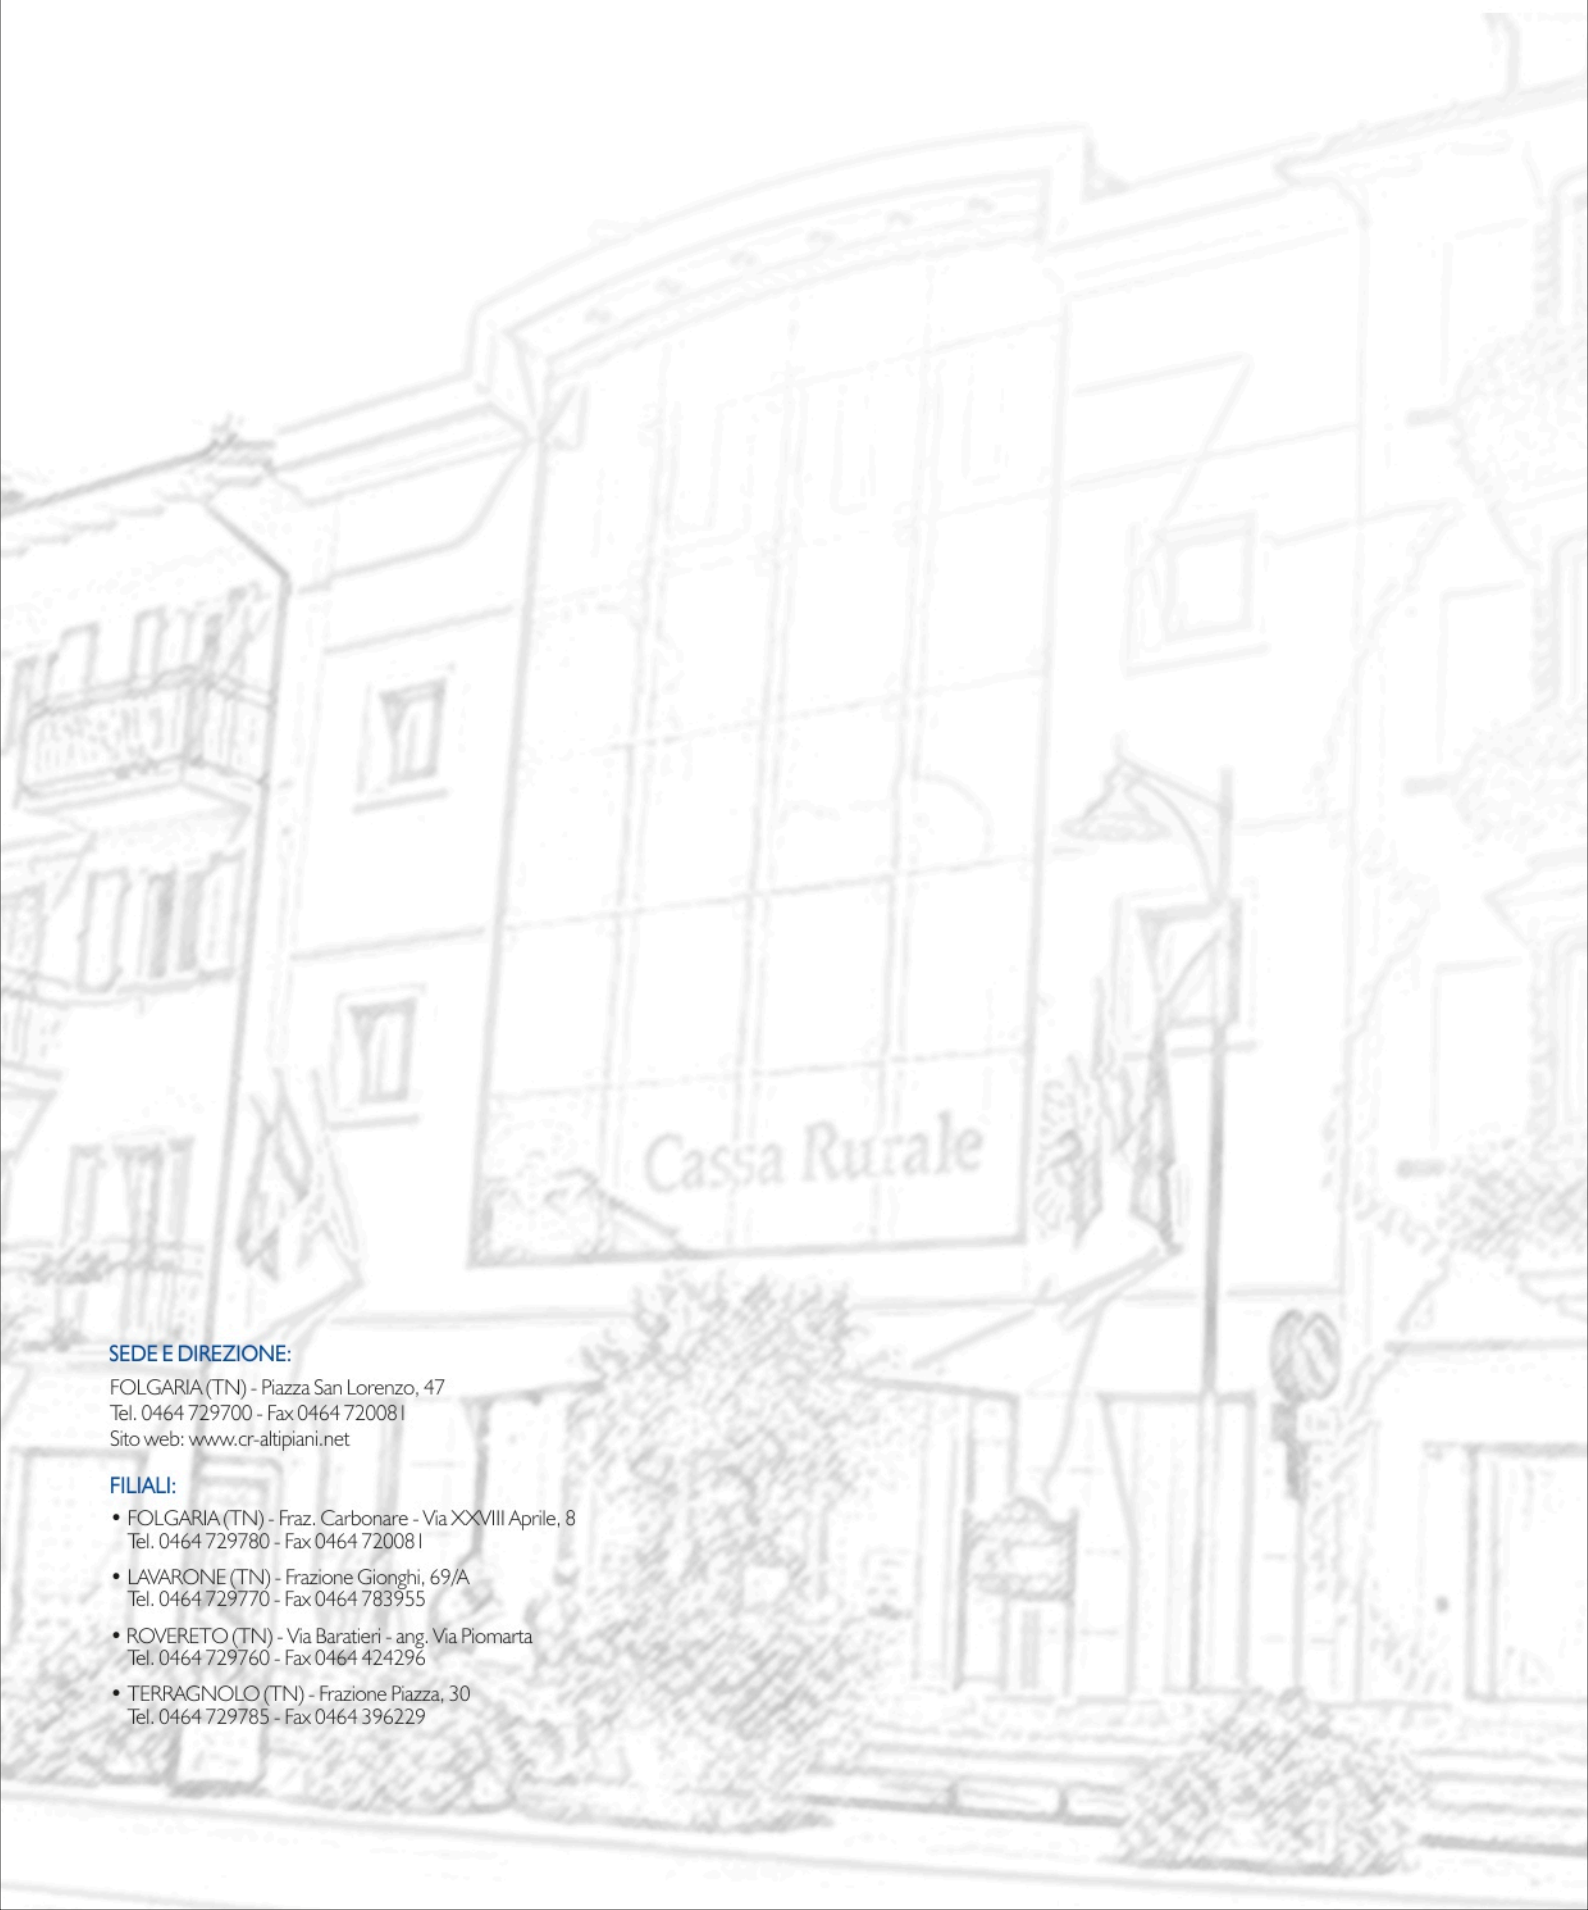 Cassa Rurale
SEDE E DIREZIONE:
FOLGARIA (TN) - Piazza San Lorenzo, 47
Tel. 0464 729700 - Fax 0464 720081
Sito web: www.cr-altipiani.net
FILIALI:
• FOLGARIA (TN) - Fraz. Carbonare - Via XXVIII Aprile, 8
Tel. 0464 729780 - Fax 0464 720081
• LAVARONE (TN) - Frazione Gionghi, 69/A
Tel. 0464 729770 - Fax 0464 783955
• ROVERETO (TN) - Via Baratieri - ang. Via Piomarta
Tel. 0464 729760 - Fax 0464 424296
• TERRAGNOLO (TN) - Frazione Piazza, 30
Tel. 0464 729785 - Fax 0464 396229